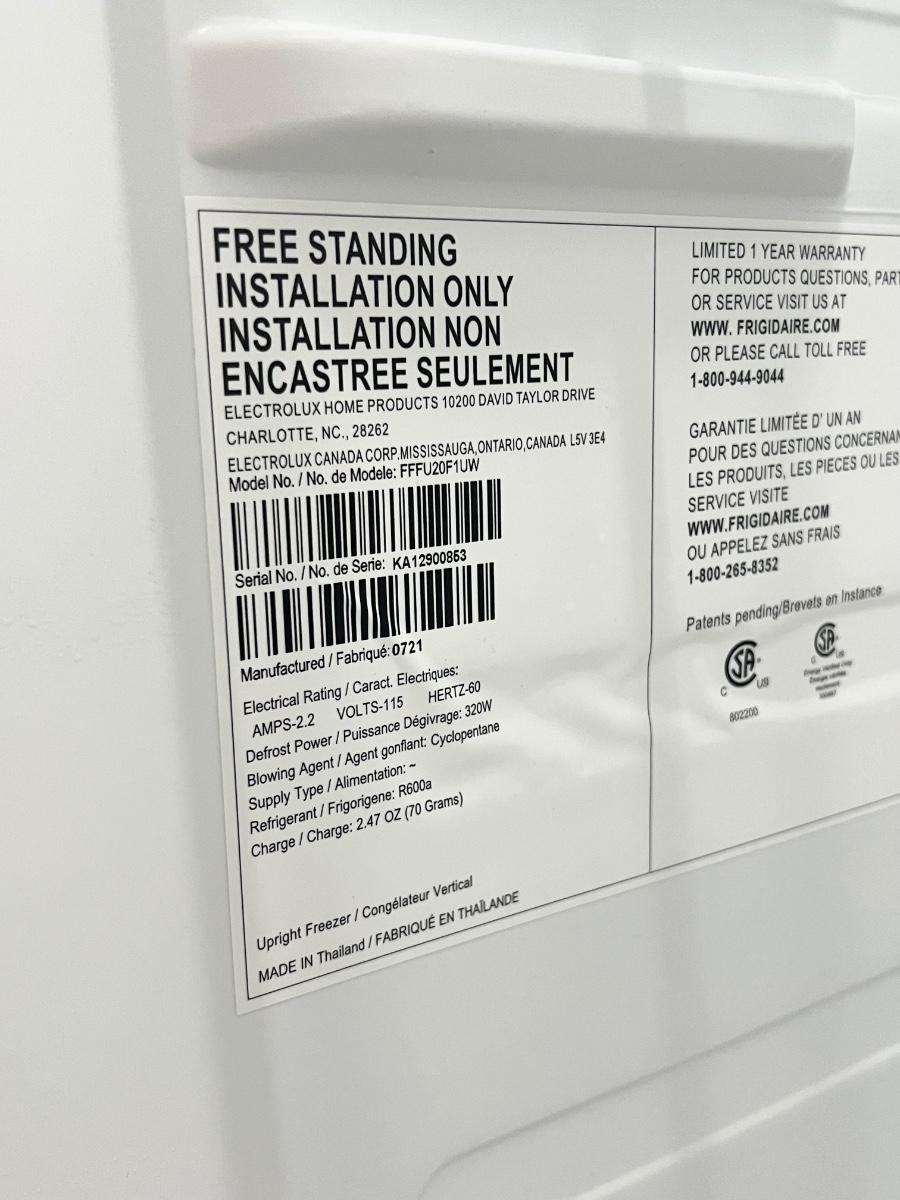 FREE STANDING
INSTALLATION ONLY
INSTALLATION NON
ENCASTREE SEULEMENT
ELECTROLUX HOME PRODUCTS 10200 DAVID TAYLOR DRIVE
CHARLOTTE, NC., 28262
ELECTROLUX CANADA CORP.MISSISSAUGA,ONTARIO,CANADA L5V 3E4
Model No. / No. de Modele: FFFU20F1UW
Serial No. / No. de Serie: KA12900853
Manufactured / Fabriqué: 0721
Electrical Rating / Caract. Electriques:
AMPS-2.2 VOLTS-115 HERTZ-60
Defrost Power / Puissance Dégivrage: 320W
Blowing Agent / Agent gonflant: Cyclopentane
Supply Type / Alimentation: ~
Refrigerant / Frigorigene: R600a
Charge / Charge: 2.47 OZ (70 Grams)
Upright Freezer / Congélateur Vertical
MADE IN Thailand / FABRIQUÉ EN THAÏLANDE
LIMITED 1 YEAR WARRANTY
FOR PRODUCTS QUESTIONS, PART
OR SERVICE VISIT US AT
WWW. FRIGIDAIRE.COM
OR PLEASE CALL TOLL FREE
1-800-944-9044
GARANTIE LIMITÉE D' UN AN
POUR DES QUESTIONS CONCERNAN
LES PRODUITS, LES PIECES OU LES
SERVICE VISITE
WWW.FRIGIDAIRE.COM
OU APPELEZ SANS FRAIS
1-800-265-8352
Patents pending/Brevets en Instance
C SA US
C SA US
802200